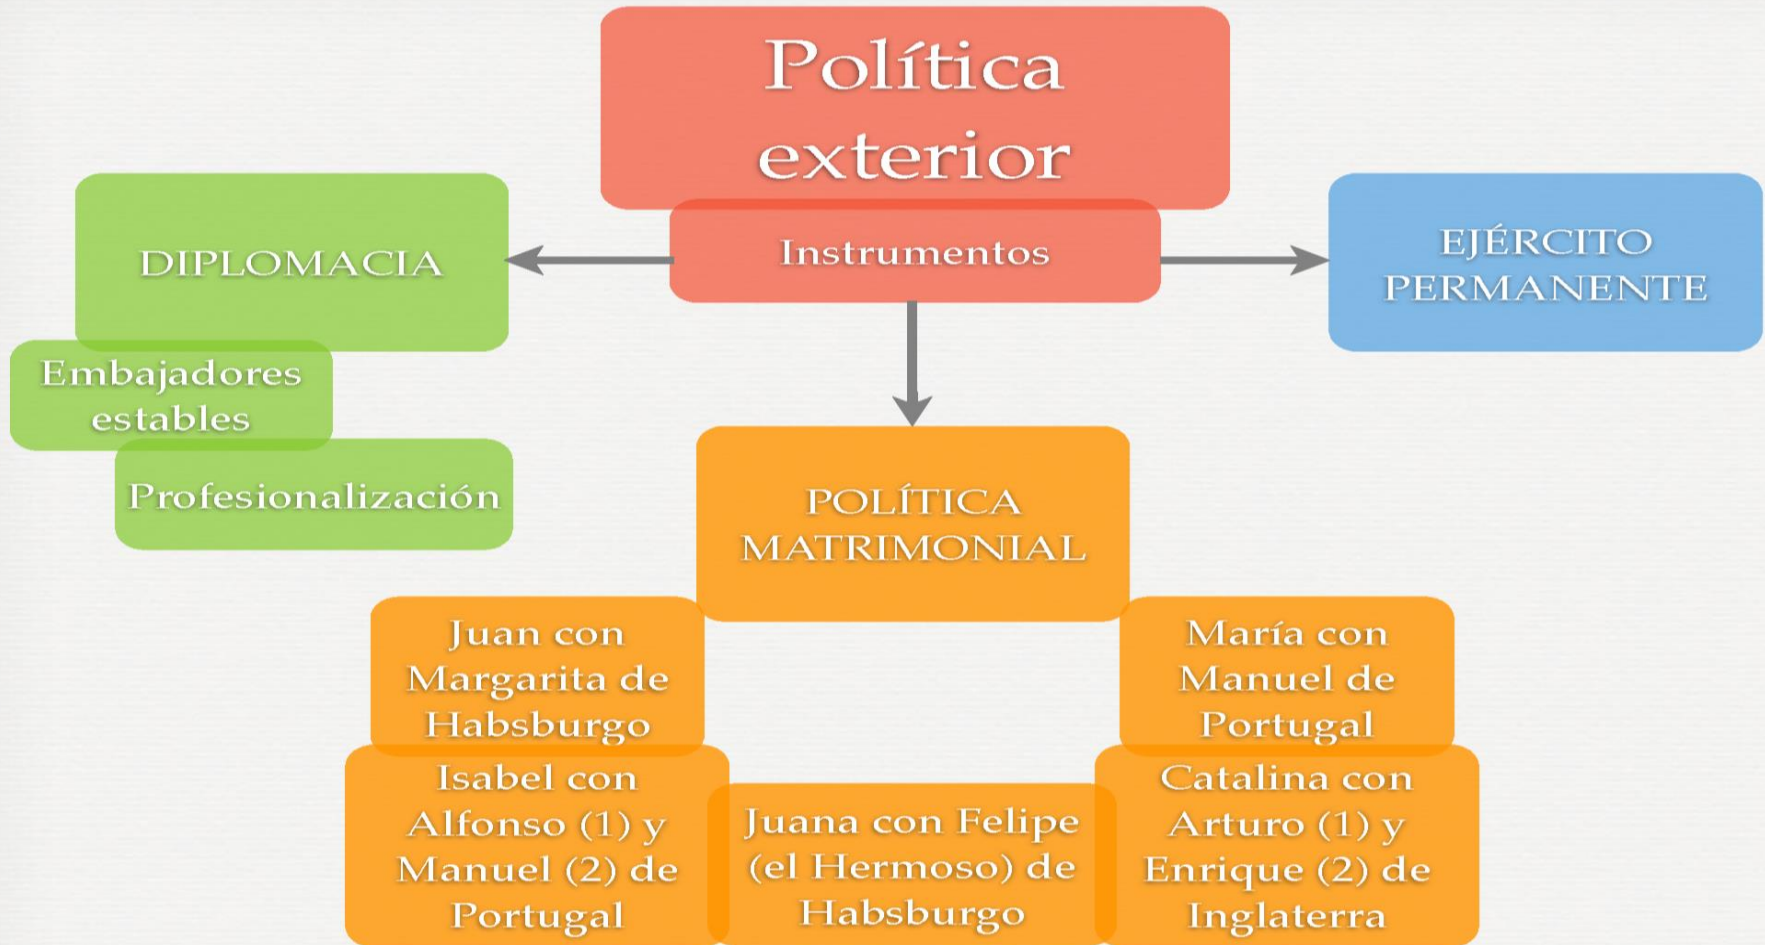 Política
exterior
Instrumentos
DIPLOMACIA
Embajadores
estables
Profesionalización
EJÉRCITO
PERMANENTE
POLÍTICA
MATRIMONIAL
Juan con
Margarita de
Habsburgo
Isabel con
Alfonso (1) y
Manuel (2) de
Portugal
Juana con Felipe
(el Hermoso) de
Habsburgo
María con
Manuel de
Portugal
Catalina con
Arturo (1) y
Enrique (2) de
Inglaterra